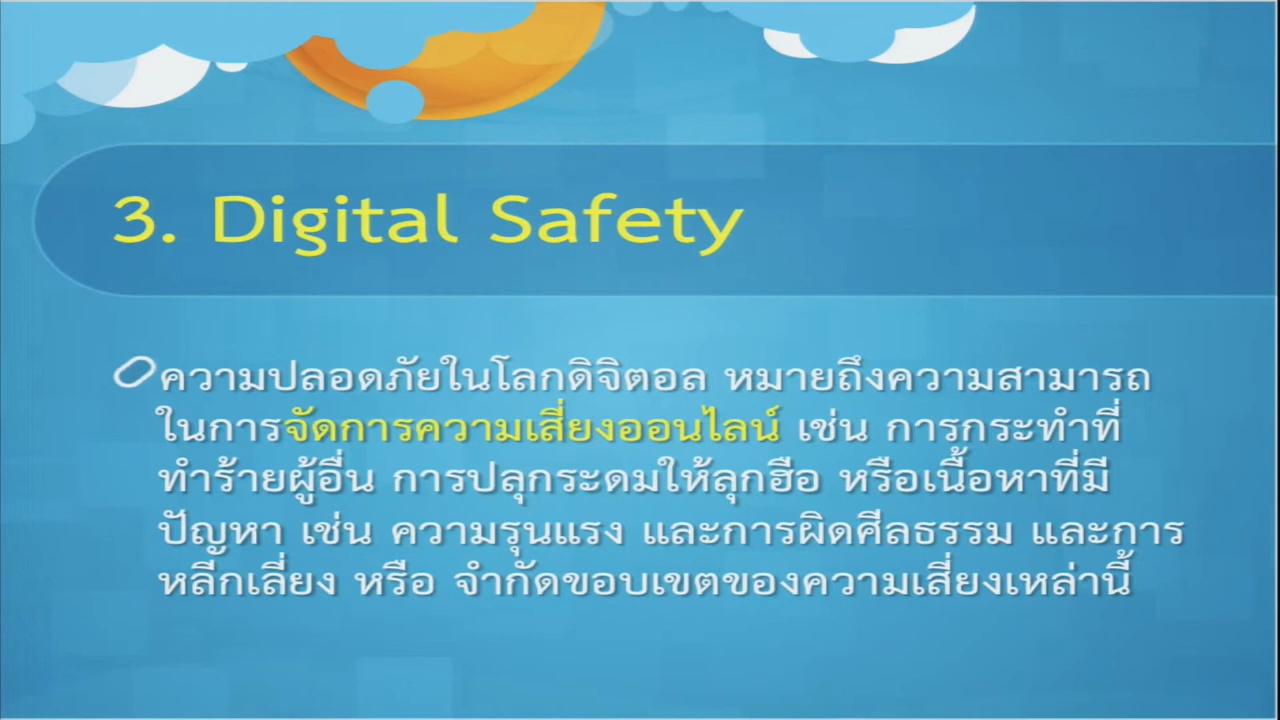 3. Digital Safety
ความปลอดภัยในโลกดิจิตอล หมายถึงความสามารถ
ในการจัดการความเสี่ยงออนไลน์ เช่น การกระทำที่
ทำร้ายผู้อื่น การปลุกระดมให้ลุกฮือ หรือเนื้อหาที่มี
ปัญหา เช่น ความรุนแรง และการผิดศีลธรรม และการ
หลีกเลี่ยง หรือ จำกัดขอบเขตของความเสี่ยงเหล่านี้